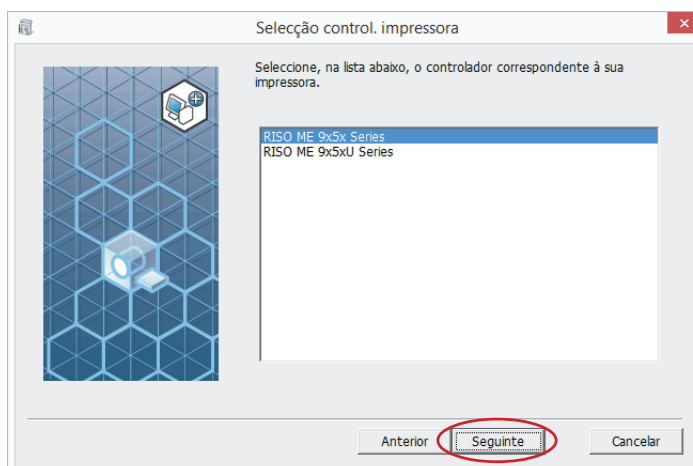 Selecção control. impressora
Seleccione, na lista abaixo, o controlador correspondente à sua
impressora.
RISO ME 9x5x Series
RISO ME 9x5xU Series
Anterior
Seguinte
Cancelar